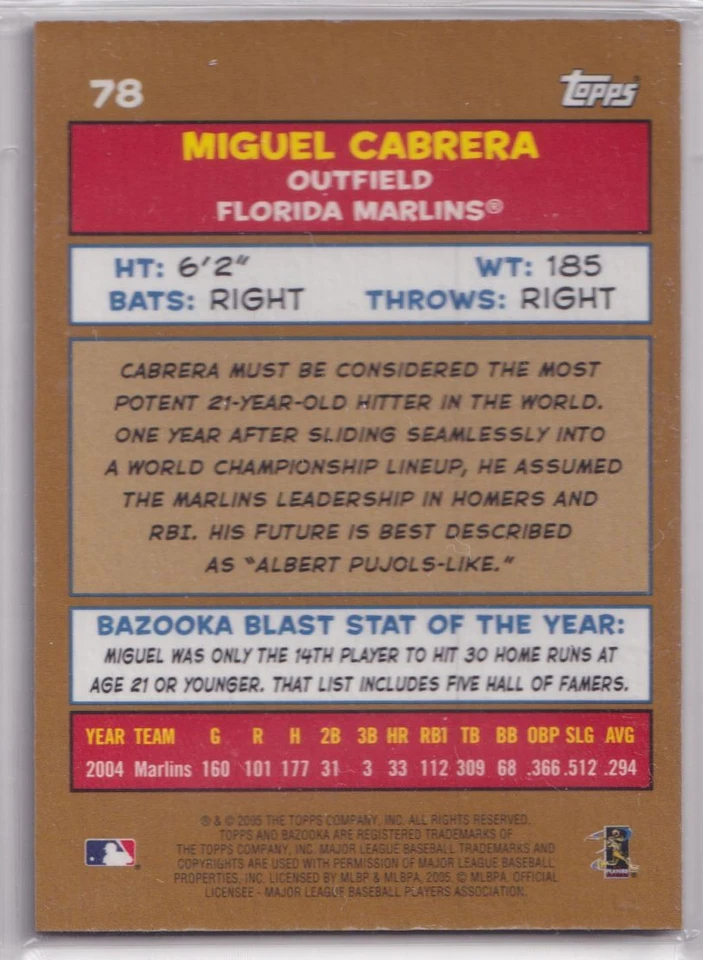 78
topps
MIGUEL CABRERA
OUTFIELD
FLORIDA MARLINS®
HT: 6'2" WT: 185
BATS: RIGHT THROWS: RIGHT
CABRERA MUST BE CONSIDERED THE MOST
POTENT 21-YEAR-OLD HITTER IN THE WORLD.
ONE YEAR AFTER SLIDING SEAMLESSLY INTO
A WORLD CHAMPIONSHIP LINEUP, HE ASSUMED
THE MARLINS LEADERSHIP IN HOMERS AND
RBI. HIS FUTURE IS BEST DESCRIBED
AS "ALBERT PUJOLS-LIKE."
BAZOOKA BLAST STAT OF THE YEAR:
MIGUEL WAS ONLY THE 14TH PLAYER TO HIT 30 HOME RUNS AT
AGE 21 OR YOUNGER. THAT LIST INCLUDES FIVE HALL OF FAMERS.
YEAR TEAM G R H 2B 3B HR RBI TB BB OBP SLG AVG
2004 Marlins 160 101 177 31 3 33 112 309 68 .366 .512 .294
® & © 2005 THE TOPPS COMPANY, INC. ALL RIGHTS RESERVED.
TOPPS AND BAZOOKA ARE REGISTERED TRADEMARKS OF
THE TOPPS COMPANY, INC. MAJOR LEAGUE BASEBALL TRADEMARKS AND
COPYRIGHTS ARE USED WITH PERMISSION OF MAJOR LEAGUE BASEBALL
PROPERTIES, INC. LICENSED BY MLBP & MLBPA, 2005. © MLBPA, OFFICIAL
LICENSEE - MAJOR LEAGUE BASEBALL PLAYERS ASSOCIATION.
PLAYERS